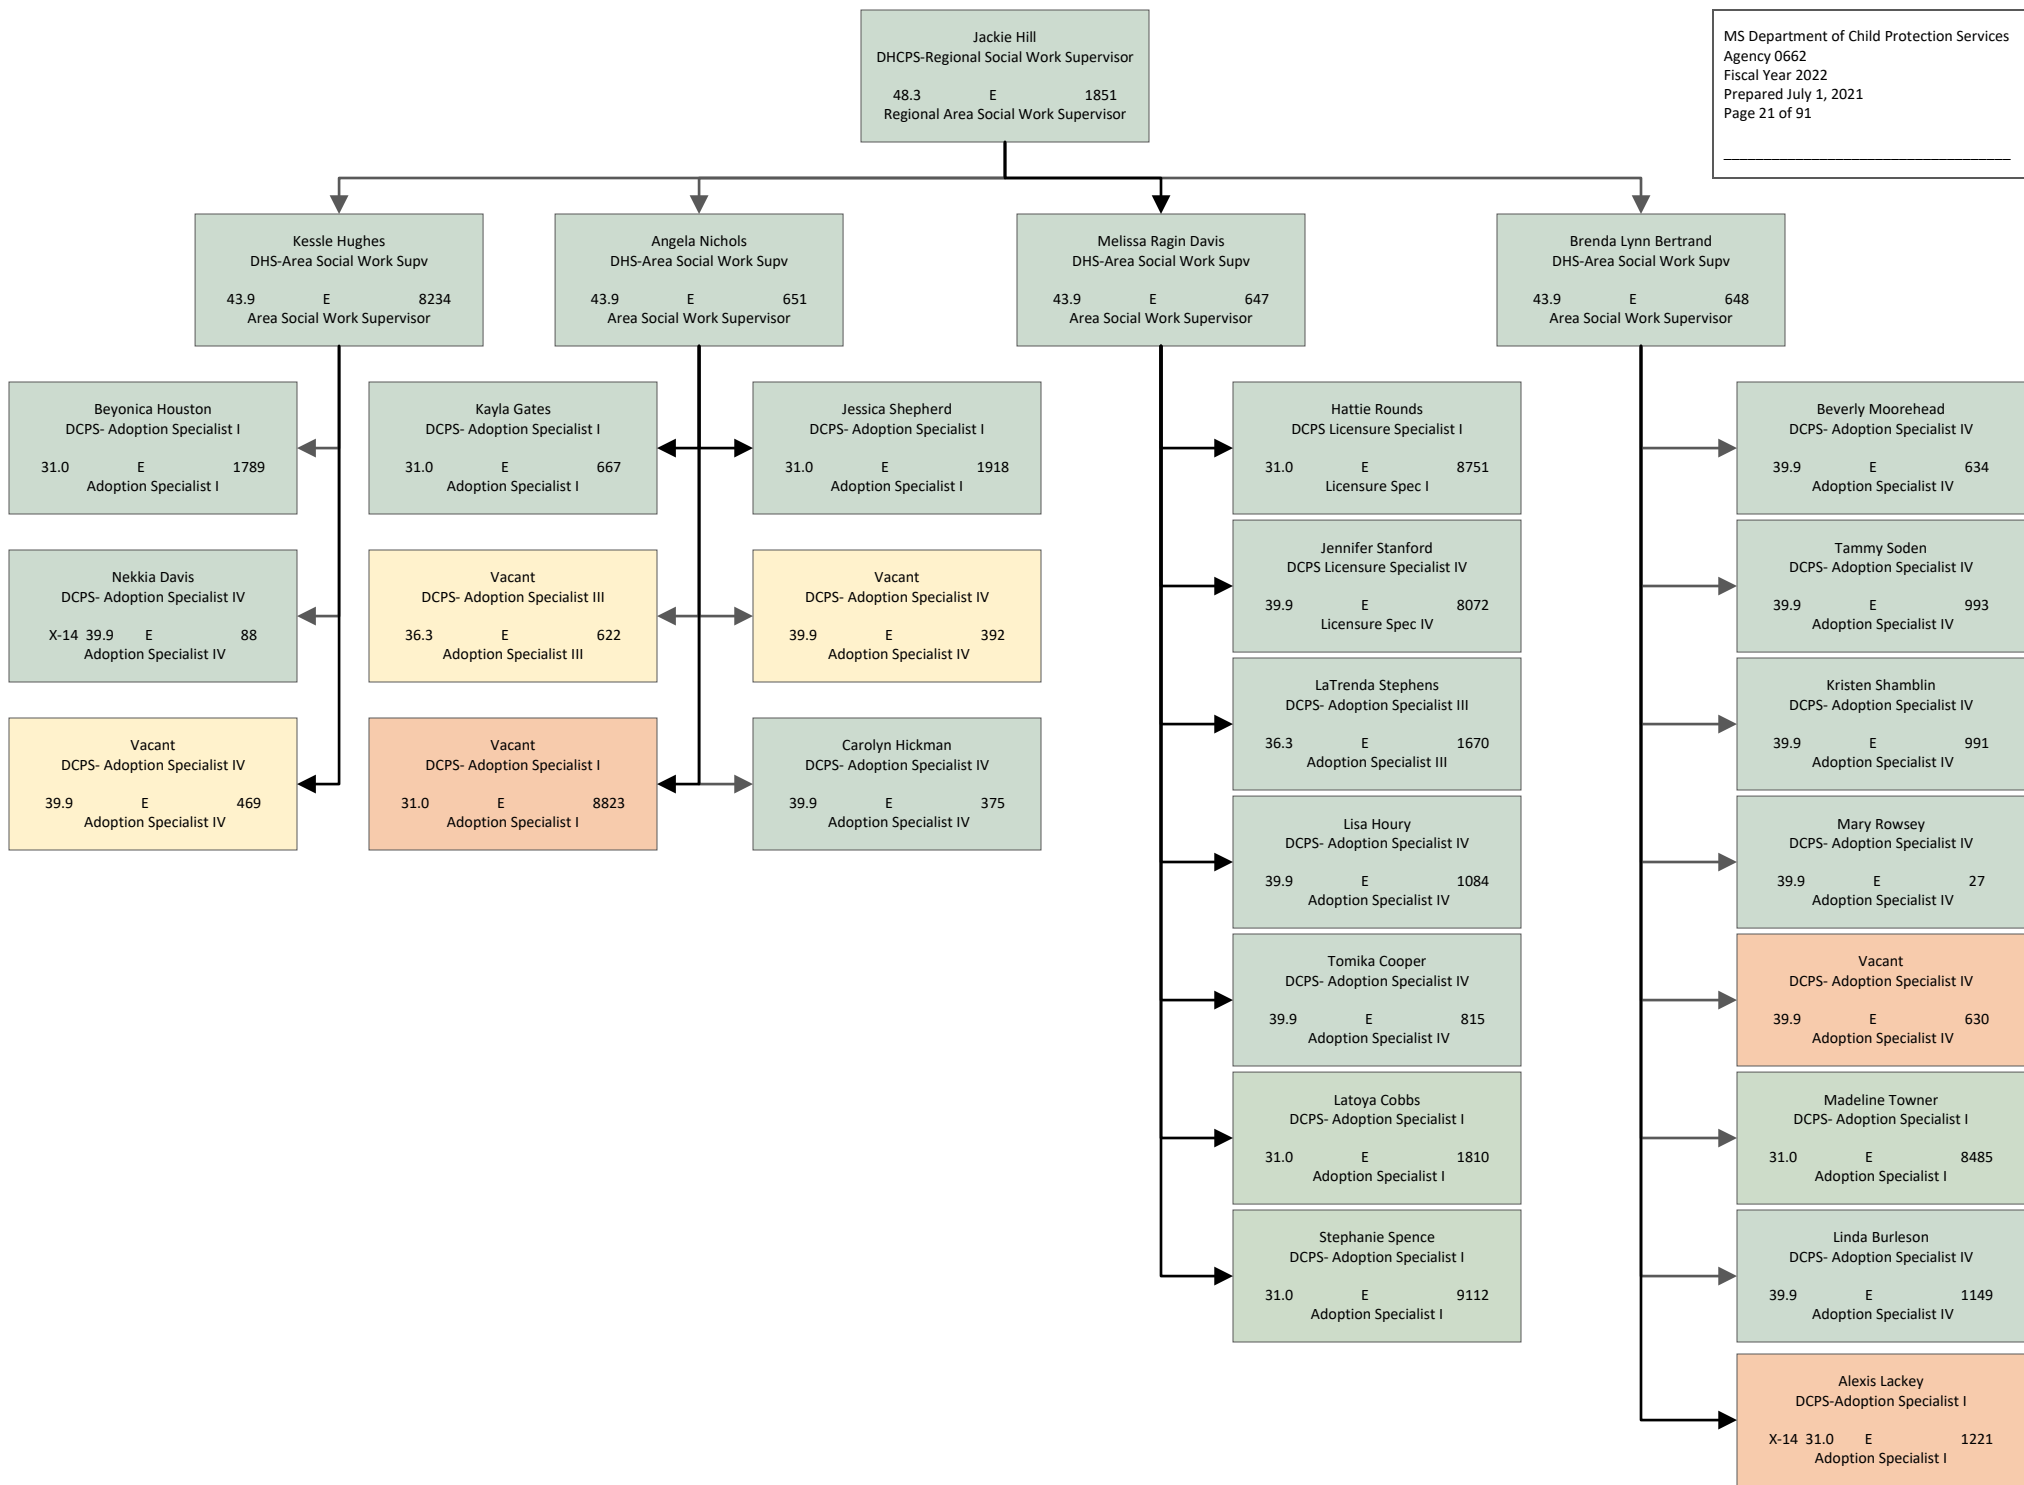 Jackie Hill
DHCPS-Regional Social Work Supervisor
48.3 E 1851
Regional Area Social Work Supervisor
MS Department of Child Protection Services
Agency 0662
Fiscal Year 2022
Prepared July 1, 2021
Page 21 of 91
Kessle Hughes
DHS-Area Social Work Supv
43.9 E 8234
Area Social Work Supervisor
Angela Nichols
DHS-Area Social Work Supv
43.9 E 651
Area Social Work Supervisor
Melissa Ragin Davis
DHS-Area Social Work Supv
43.9 E 647
Area Social Work Supervisor
Brenda Lynn Bertrand
DHS-Area Social Work Supv
43.9 E 648
Area Social Work Supervisor
Beyonica Houston
DCPS- Adoption Specialist I
31.0 E 1789
Adoption Specialist I
Nekkia Davis
DCPS- Adoption Specialist IV
X-14 39.9 E 88
Adoption Specialist IV
Vacant
DCPS- Adoption Specialist IV
39.9 E 469
Adoption Specialist IV
Kayla Gates
DCPS- Adoption Specialist I
31.0 E 667
Adoption Specialist I
Jessica Shepherd
DCPS- Adoption Specialist I
31.0 E 1918
Adoption Specialist I
Vacant
DCPS- Adoption Specialist III
36.3 E 622
Adoption Specialist III
Vacant
DCPS- Adoption Specialist IV
39.9 E 392
Adoption Specialist IV
Vacant
DCPS- Adoption Specialist I
31.0 E 8823
Adoption Specialist I
Carolyn Hickman
DCPS- Adoption Specialist IV
39.9 E 375
Adoption Specialist IV
Hattie Rounds
DCPS Licensure Specialist I
31.0 E 8751
Licensure Spec I
Jennifer Stanford
DCPS Licensure Specialist IV
39.9 E 8072
Licensure Spec IV
LaTrenda Stephens
DCPS- Adoption Specialist III
36.3 E 1670
Adoption Specialist III
Lisa Houry
DCPS- Adoption Specialist IV
39.9 E 1084
Adoption Specialist IV
Tomika Cooper
DCPS- Adoption Specialist IV
39.9 E 815
Adoption Specialist IV
Latoya Cobbs
DCPS- Adoption Specialist I
31.0 E 1810
Adoption Specialist I
Stephanie Spence
DCPS- Adoption Specialist I
31.0 E 9112
Adoption Specialist I
Beverly Moorehead
DCPS- Adoption Specialist IV
39.9 E 634
Adoption Specialist IV
Tammy Soden
DCPS- Adoption Specialist IV
39.9 E 993
Adoption Specialist IV
Kristen Shamblin
DCPS- Adoption Specialist IV
39.9 E 991
Adoption Specialist IV
Mary Rowsey
DCPS- Adoption Specialist IV
39.9 E 27
Adoption Specialist IV
Vacant
DCPS- Adoption Specialist IV
39.9 E 630
Adoption Specialist IV
Madeline Towner
DCPS- Adoption Specialist I
31.0 E 8485
Adoption Specialist I
Linda Burleson
DCPS- Adoption Specialist IV
39.9 E 1149
Adoption Specialist IV
Alexis Lackey
DCPS-Adoption Specialist I
X-14 31.0 E 1221
Adoption Specialist I